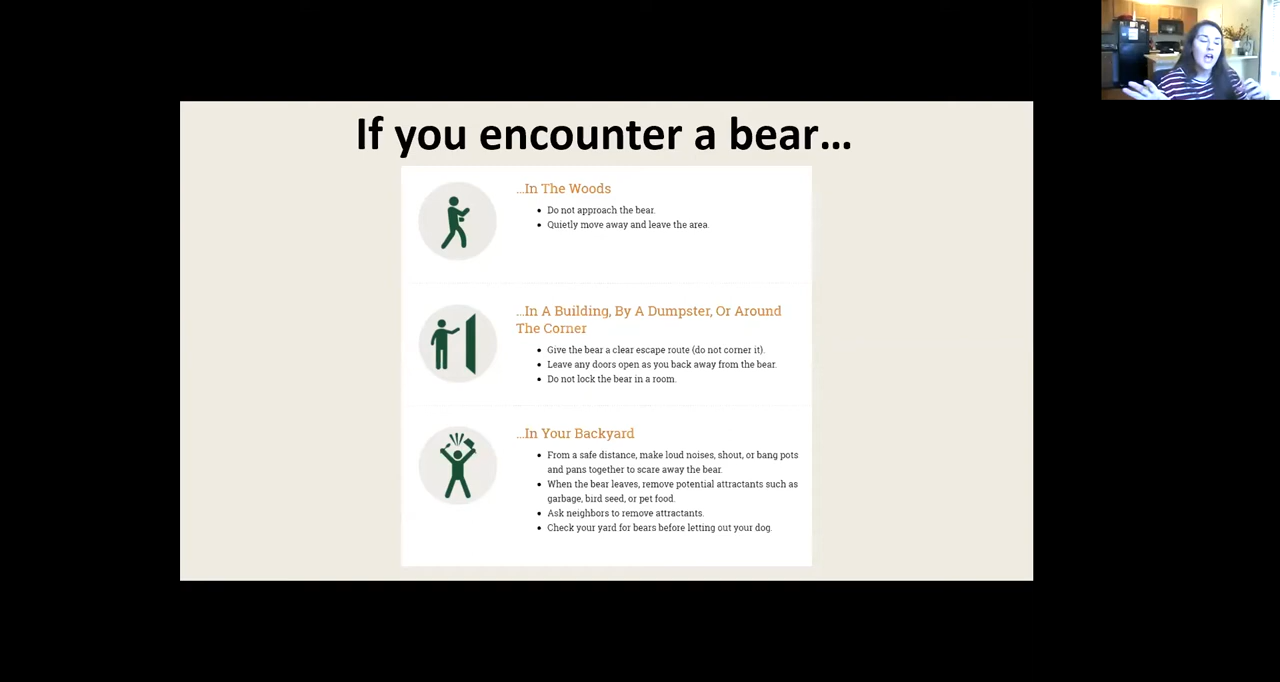 If you encounter a bear...
...In The Woods
• Do not approach the bear.
• Quietly move away and leave the area.
...In A Building, By A Dumpster, Or Around
The Corner
• Give the bear a clear escape route (do not corner it).
• Leave any doors open as you back away from the bear.
• Do not lock the bear in a room.
...In Your Backyard
• From a safe distance, make loud noises, shout, or bang pots
and pans together to scare away the bear.
• When the bear leaves, remove potential attractants such as
garbage, bird seed, or pet food.
• Ask neighbors to remove attractants.
• Check your yard for bears before letting out your dog.